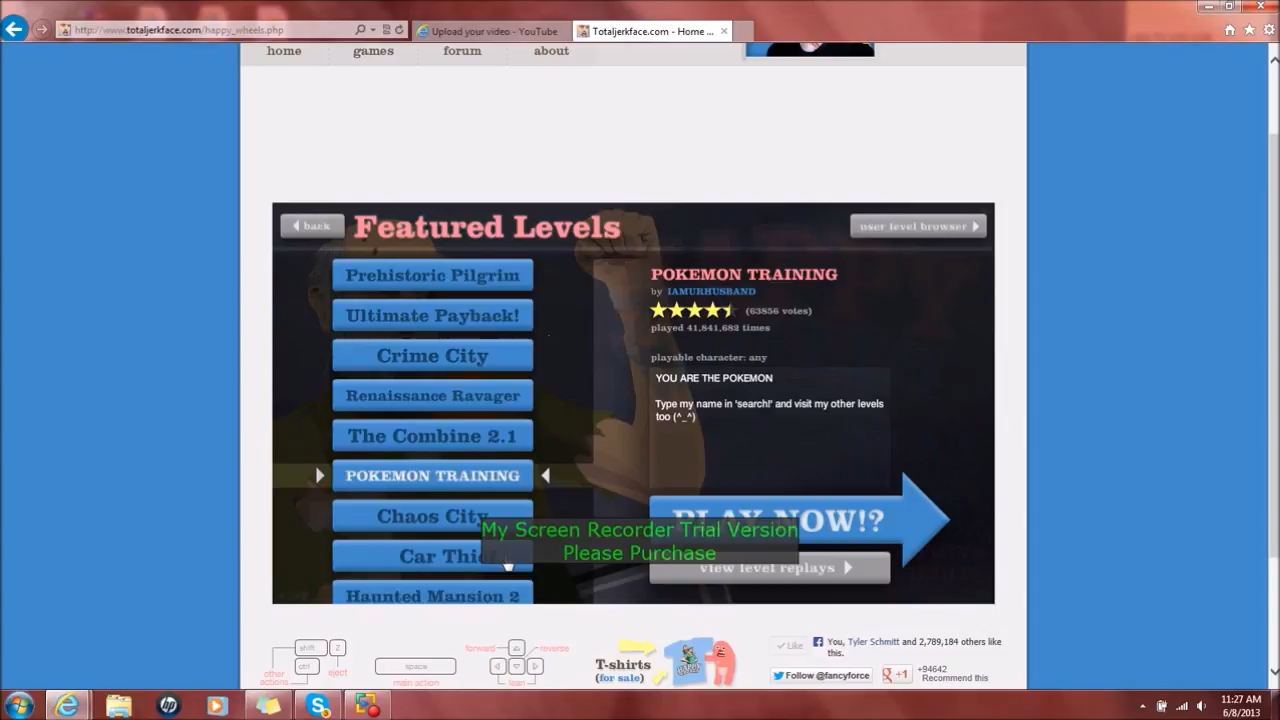 http://www.totaljerkface.com/happy_wheels.php
Upload your video - YouTube
Totaljerkface.com - Home ...
home
games
forum
about
back
Featured Levels
user level browser
Prehistoric Pilgrim
Ultimate Payback!
Crime City
Renaissance Ravager
The Combine 2.1
POKEMON TRAINING
Chaos City
Car Thi
Haunted Mansion 2
POKEMON TRAINING
by IAMURHUSBAND
(63856 votes)
played 41,841,682 times
playable character: any
YOU ARE THE POKEMON
Type my name in 'search!' and visit my other levels
too (^_^)
PLAY NOW!?
view level replays
My Screen Recorder Trial Version
Please Purchase
shift
Z
ctrl
eject
other
actions
space
main action
forward
reverse
lean
T-shirts
(for sale)
Like
You, Tyler Schmitt and 2,789,184 others like
this.
Follow @fancyforce
+1
+94642
Recommend this
11:27 AM
6/8/2013